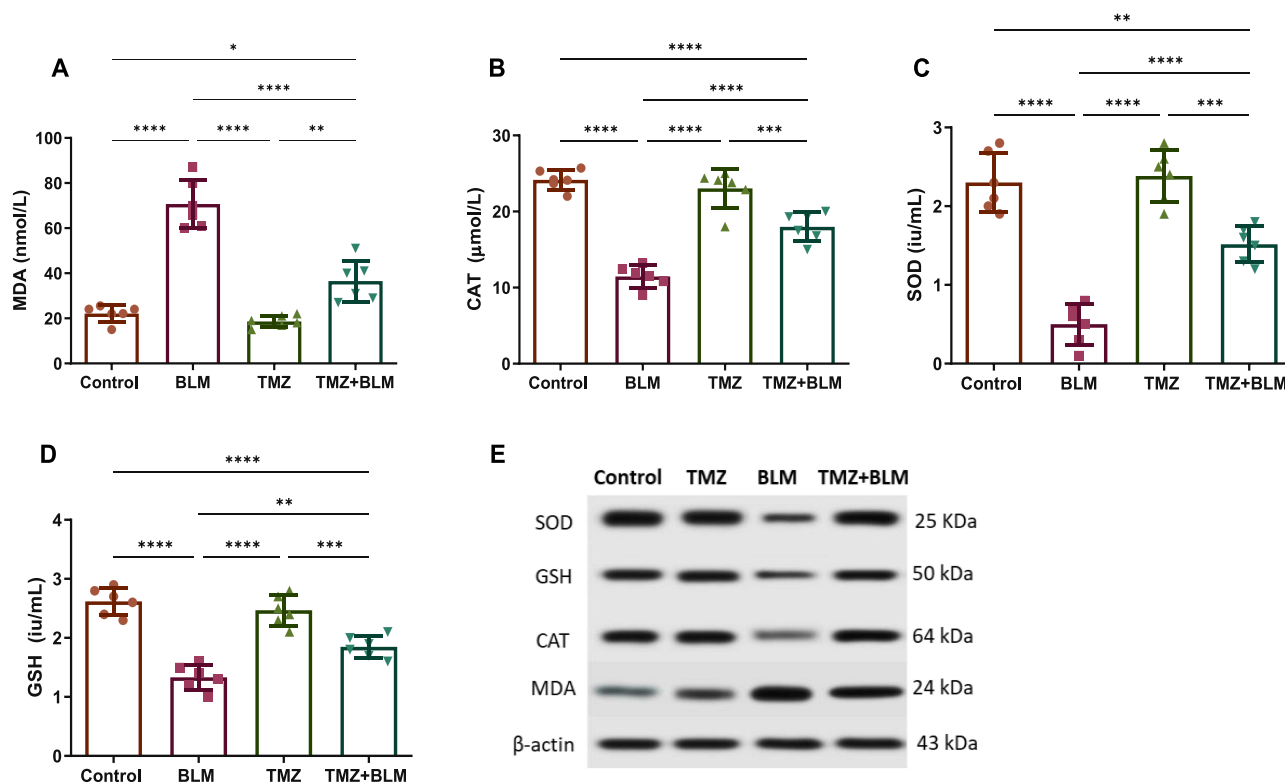 A
*
****
**** **** **
MDA (nmol/L)
100
80
60
40
20
0
Control BLM TMZ TMZ+BLM
B
****
****
**** **** ***
CAT (μmol/L)
30
20
10
0
Control BLM TMZ TMZ+BLM
C
**
****
**** **** ***
SOD (iu/mL)
3
2
1
0
Control BLM TMZ TMZ+BLM
D
****
**
**** **** ***
GSH (iu/mL)
4
3
2
1
0
Control BLM TMZ TMZ+BLM
E
Control TMZ BLM TMZ+BLM
SOD 25 KDa
GSH 50 kDa
CAT 64 kDa
MDA 24 kDa
β-actin 43 kDa